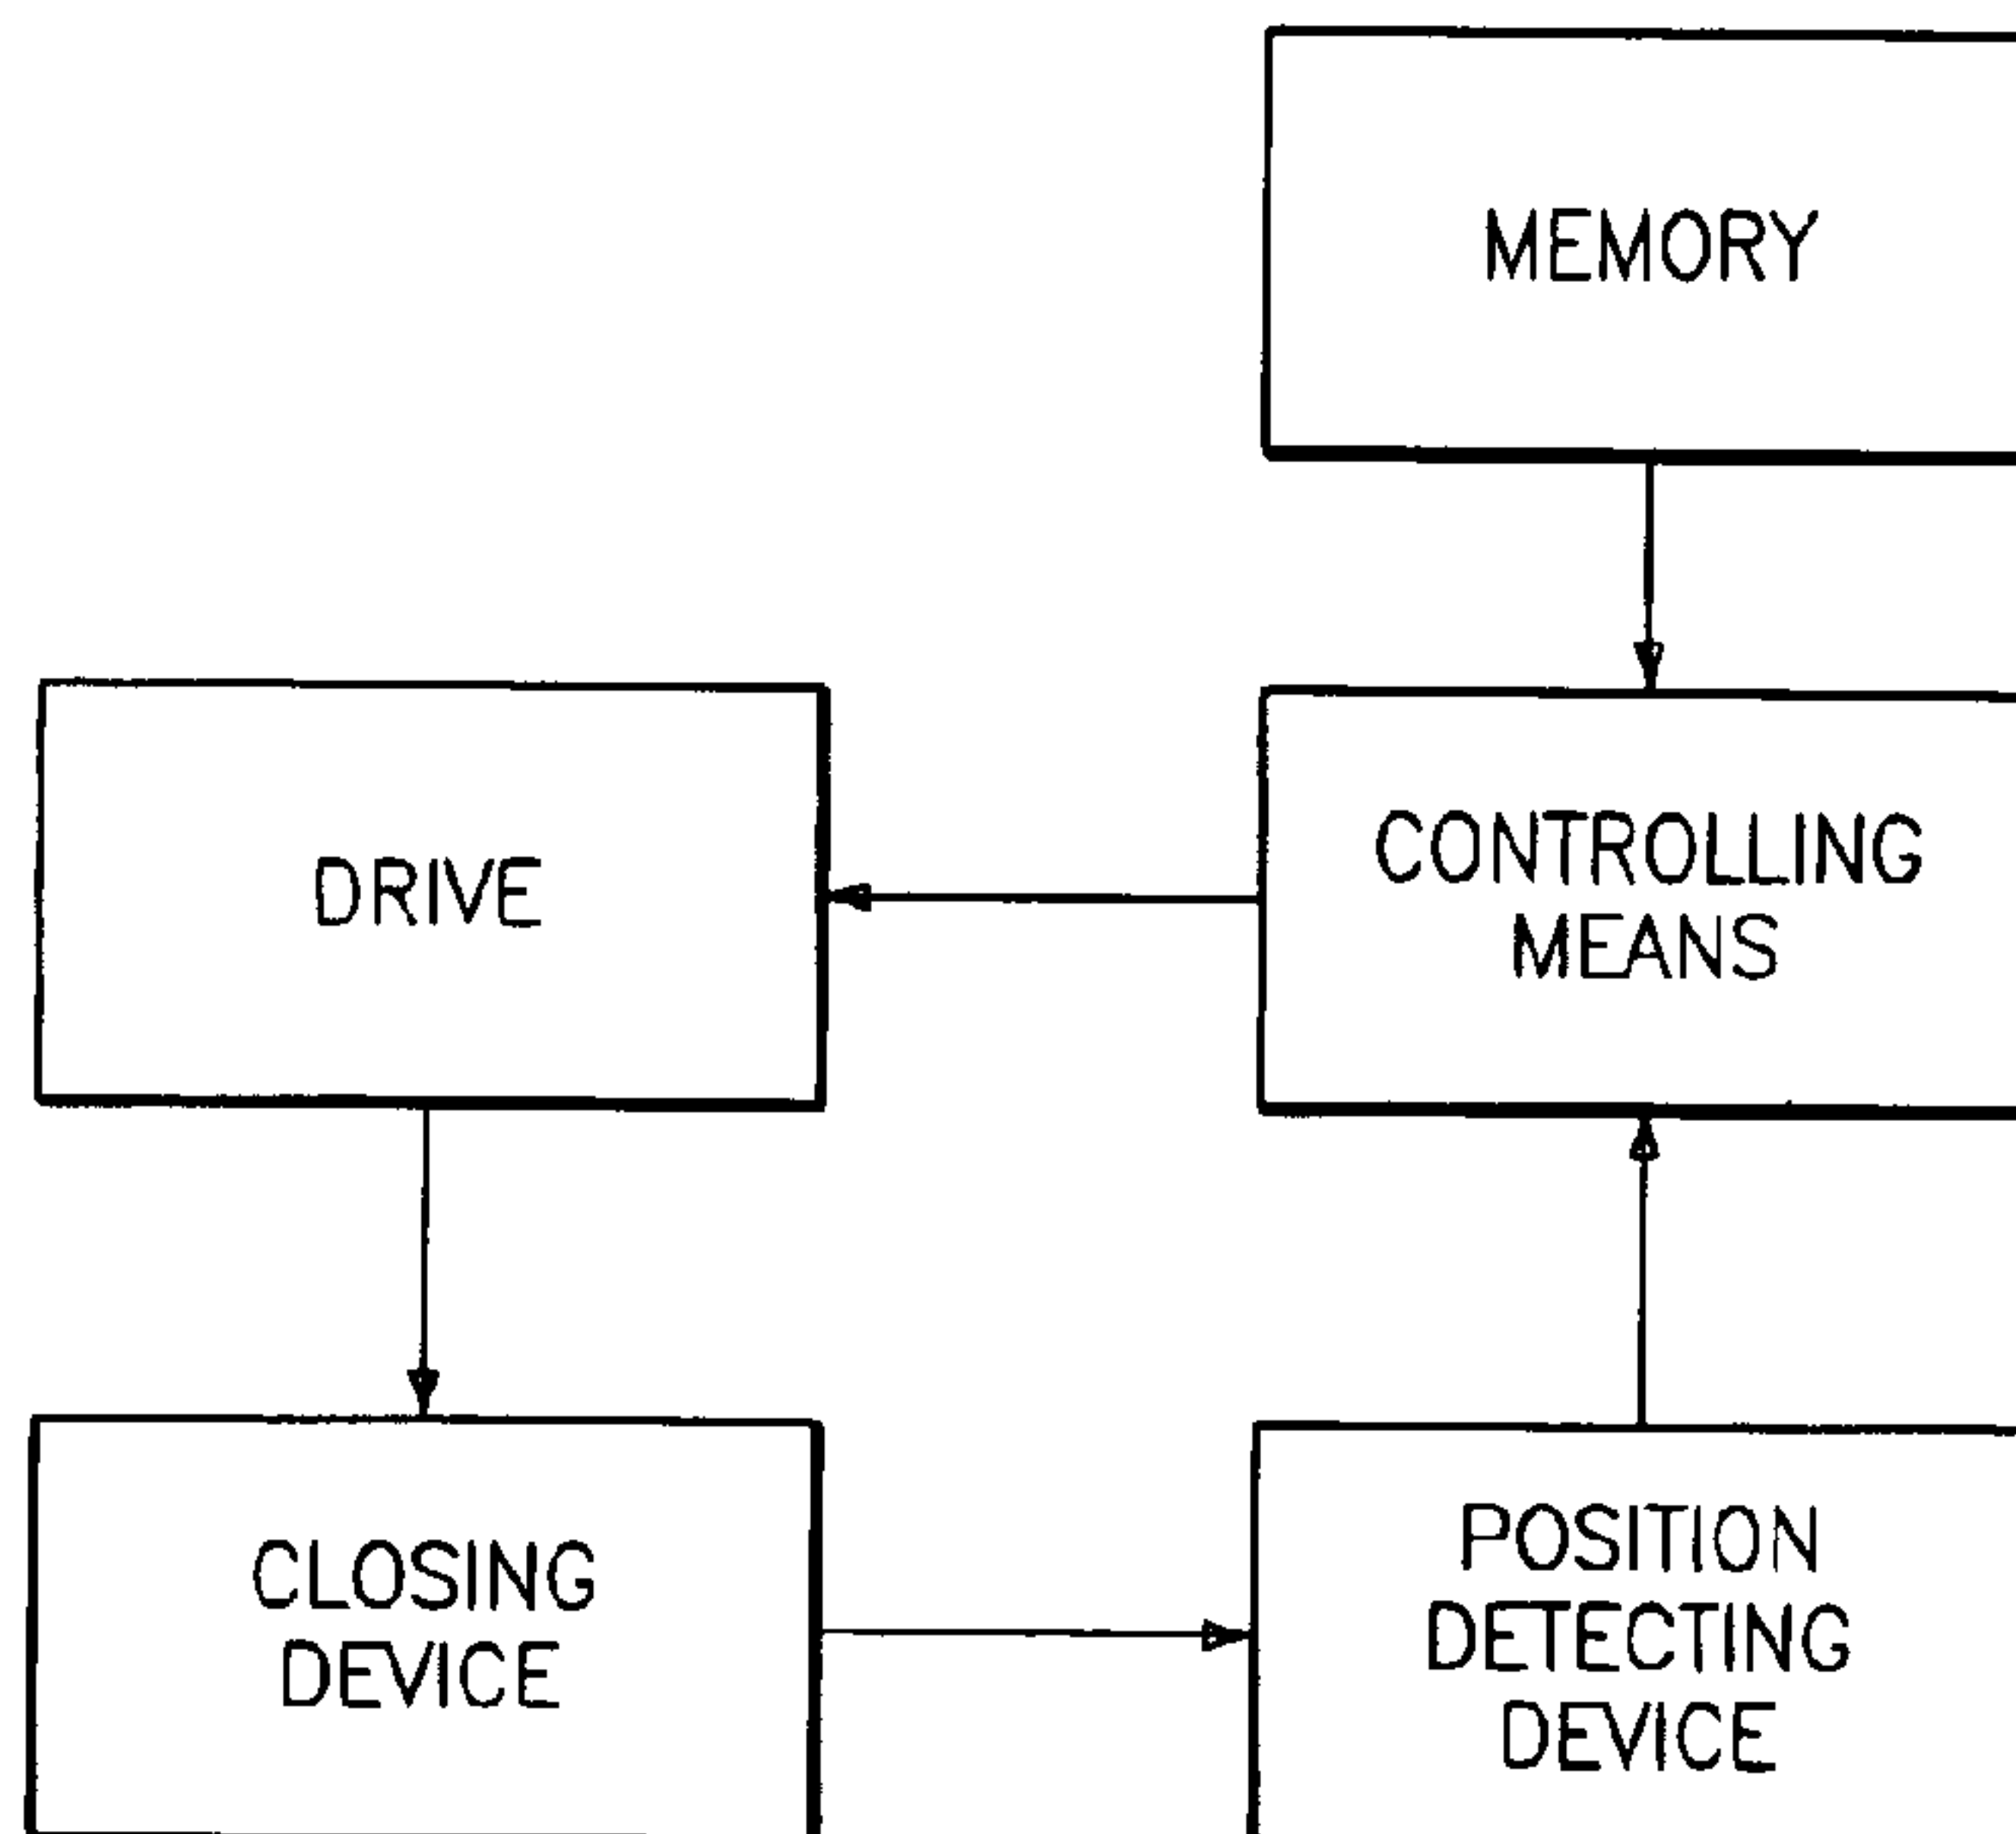 MEMORY
DRIVE
CONTROLLING
MEANS
CLOSING
DEVICE
POSITION
DETECTING
DEVICE